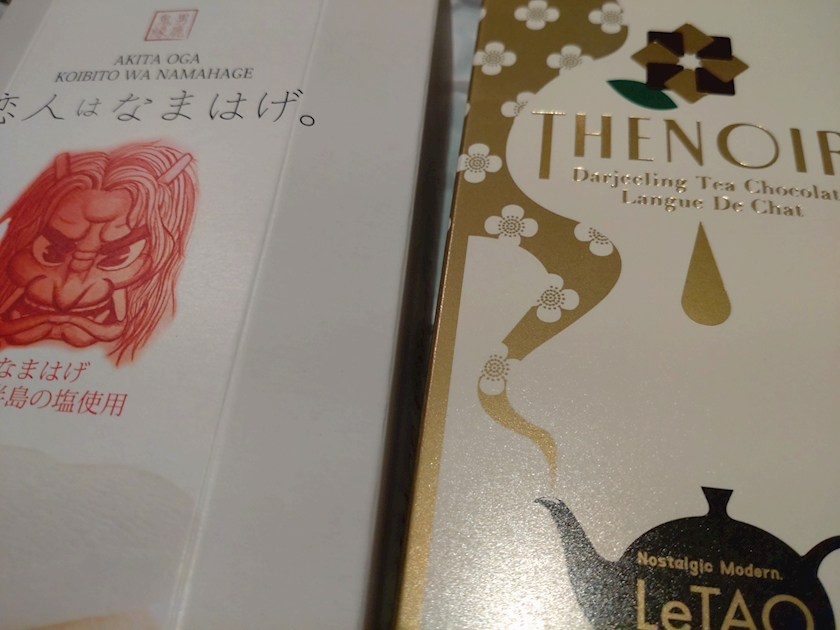 AKITA OGA
KOIBITO WA NAMAHAGE
恋人はなまはげ。
なまはげ
半島の塩使用
THENOIR
Darjeeling Tea Chocolat
Langue De Chat
Nostalgic Modern.
LeTAO